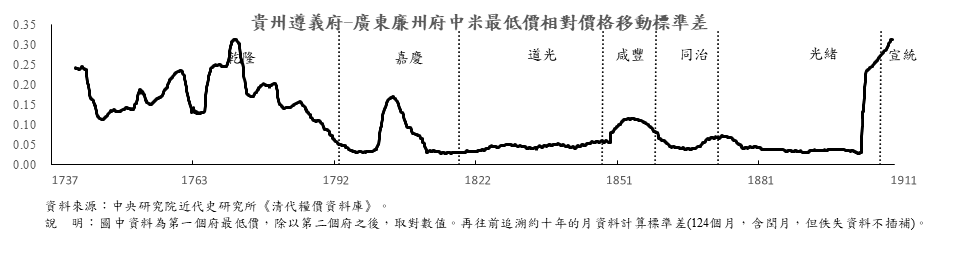 貴州遵義府-廣東廉州府中米最低價相對價格移動標準差
0.35
0.30
0.25
0.20
0.15
0.10
0.05
0.00
乾隆
嘉慶
道光
咸豐
同治
光緒
宣統
1737 1763 1792 1822 1851 1881 1911
資料來源：中央研究院近代史研究所《清代糧價資料庫》。
說　明：圖中資料為第一個府最低價，除以第二個府之後，取對數值。再往前追溯約十年的月資料計算標準差(124個月，含閏月，但佚失資料不插補)。